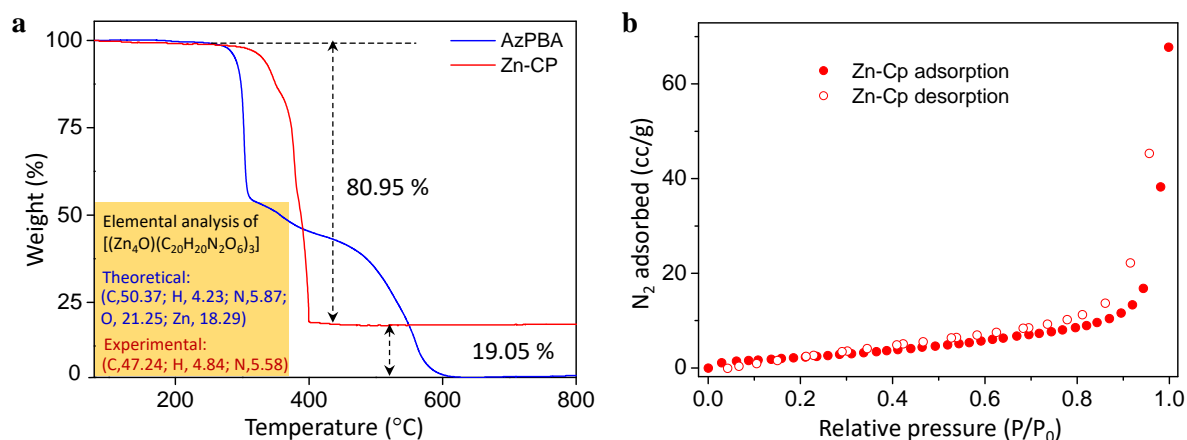 a
100
75
50
25
0
Weight (%)
200
400
600
800
Temperature (°C)
AzPBA
Zn-CP
80.95 %
19.05 %
Elemental analysis of
[(Zn₄O)(C₂₀H₂₀N₂O₆)₃]
Theoretical:
(C,50.37; H, 4.23; N,5.87;
O, 21.25; Zn, 18.29)
Experimental:
(C,47.24; H, 4.84; N,5.58)
b
60
40
20
0
N₂ adsorbed (cc/g)
0.0
0.2
0.4
0.6
0.8
1.0
Relative pressure (P/P₀)
Zn-Cp adsorption
Zn-Cp desorption